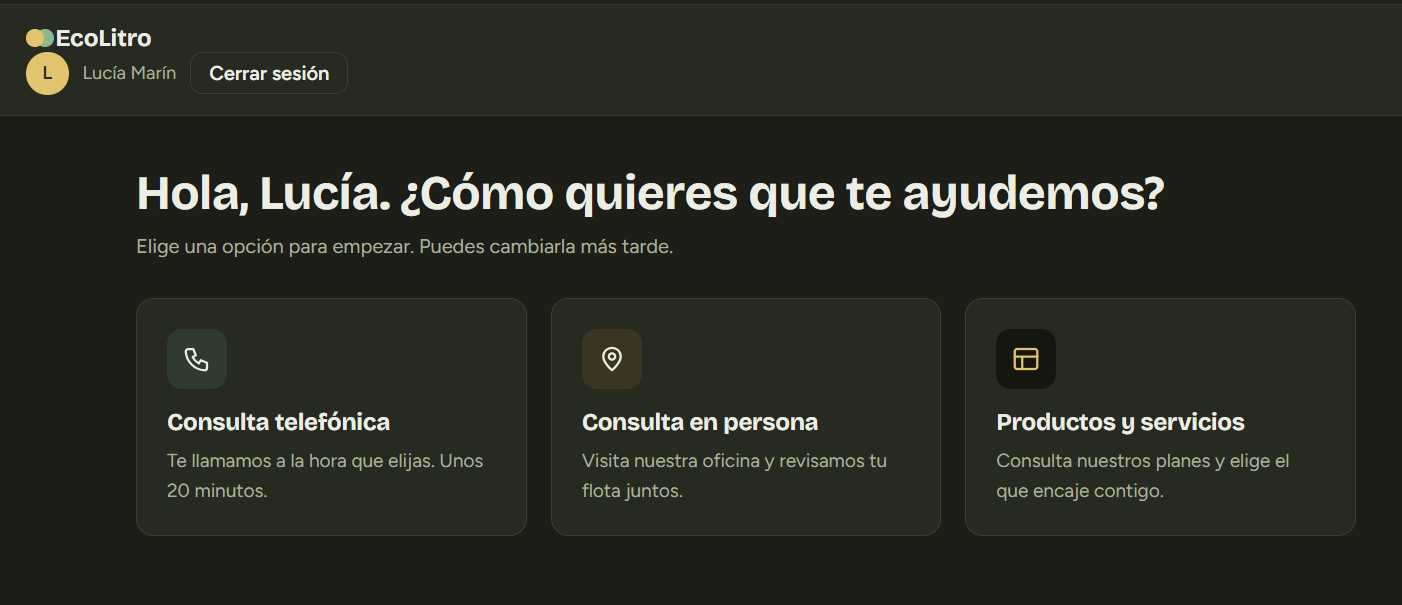 EcoLitro
L Lucía Marín Cerrar sesión
Hola, Lucía. ¿Cómo quieres que te ayudemos?
Elige una opción para empezar. Puedes cambiarla más tarde.
Consulta telefónica
Te llamamos a la hora que elijas. Unos
20 minutos.
Consulta en persona
Visita nuestra oficina y revisamos tu
flota juntos.
Productos y servicios
Consulta nuestros planes y elige el
que encaje contigo.